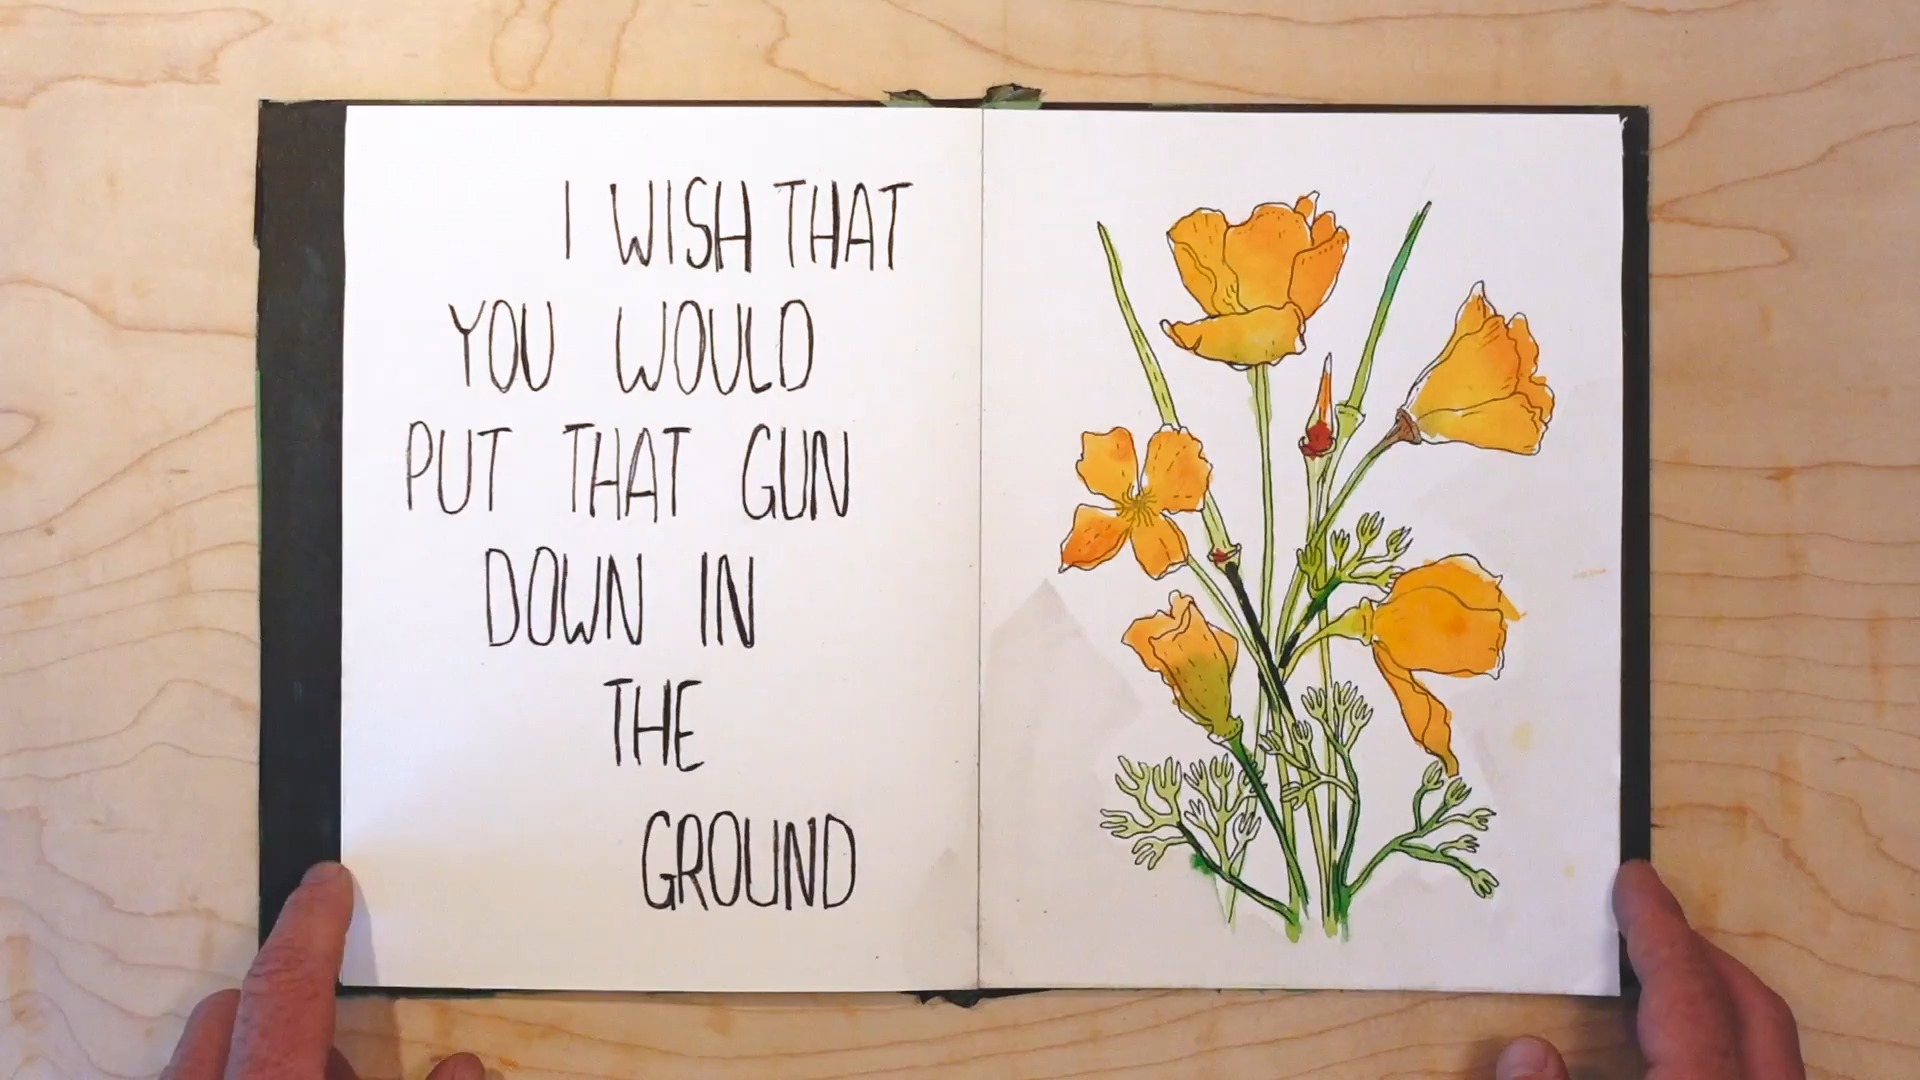 I WISH THAT
YOU WOULD
PUT THAT GUN
DOWN IN
THE
GROUND